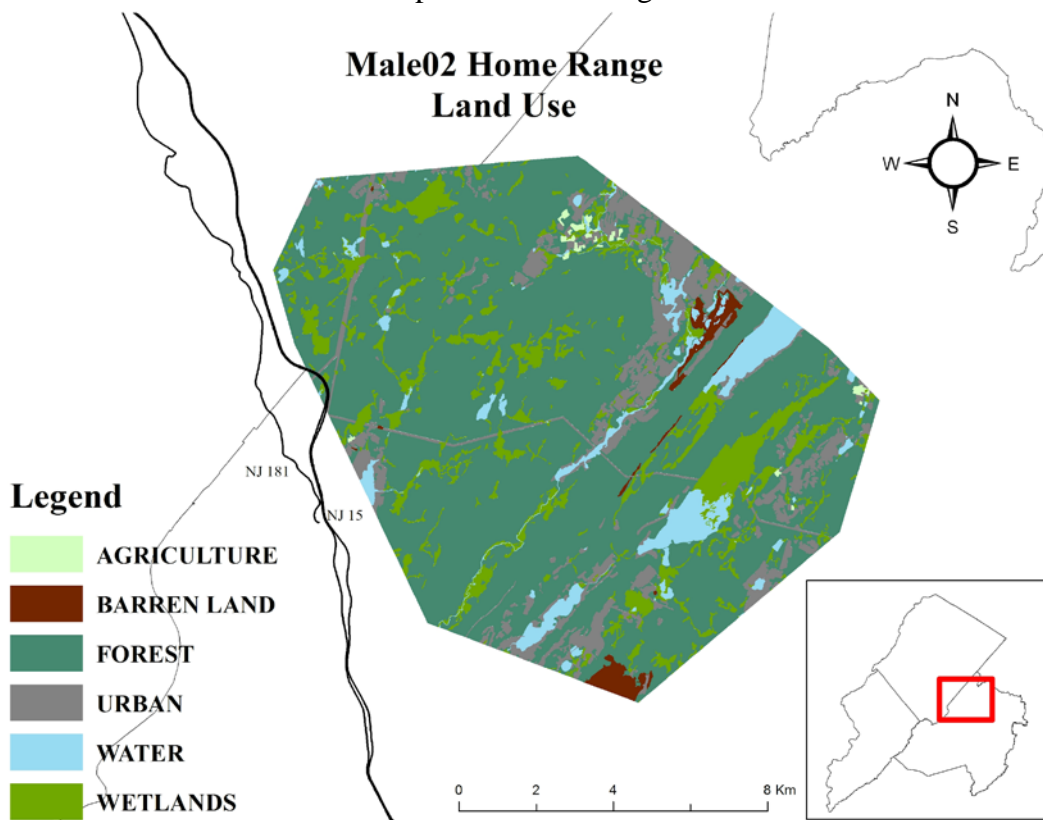 Male02 Home Range
Land Use
N
W
E
S
NJ 181
NJ 15
Legend
AGRICULTURE
BARREN LAND
FOREST
URBAN
WATER
WETLANDS
0 2 4 8 Km